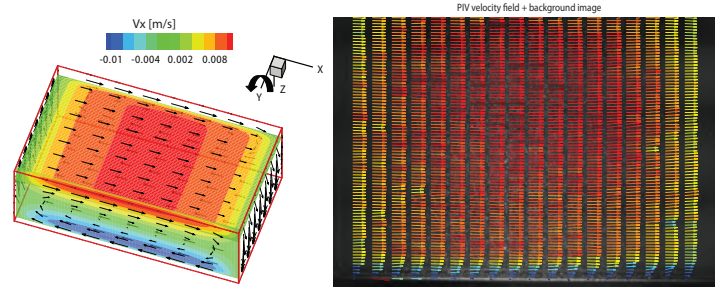 PIV velocity field + background image
Vx [m/s]
-0.01 -0.004 0.002 0.008
X
Z
Y